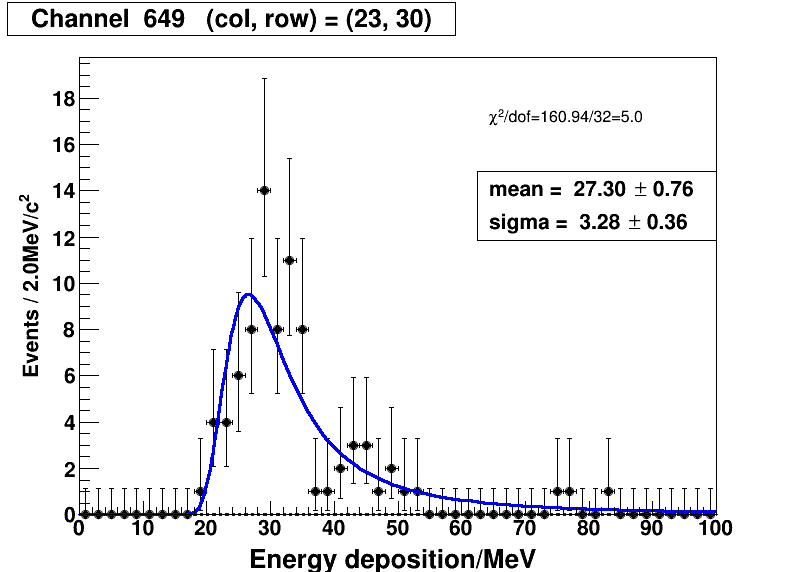 Channel 649 (col, row) = (23, 30)
χ²/dof=160.94/32=5.0
mean = 27.30 ± 0.76
sigma = 3.28 ± 0.36
Events / 2.0MeV/c²
18
16
14
12
10
8
6
4
2
0
0 10 20 30 40 50 60 70 80 90 100
Energy deposition/MeV